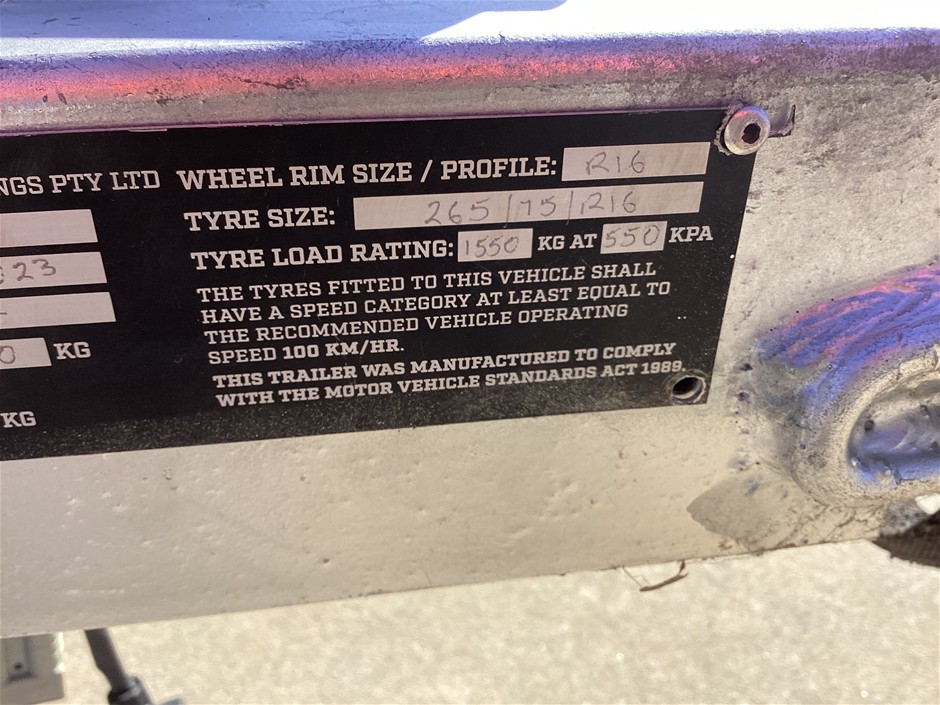 NGS PTY LTD WHEEL RIM SIZE / PROFILE: R16
TYRE SIZE: 265/75/R16
23 TYRE LOAD RATING: 1550 KG AT 550 KPA
THE TYRES FITTED TO THIS VEHICLE SHALL
HAVE A SPEED CATEGORY AT LEAST EQUAL TO
THE RECOMMENDED VEHICLE OPERATING
0 KG SPEED 100 KM/HR.
THIS TRAILER WAS MANUFACTURED TO COMPLY
KG WITH THE MOTOR VEHICLE STANDARDS ACT 1989.